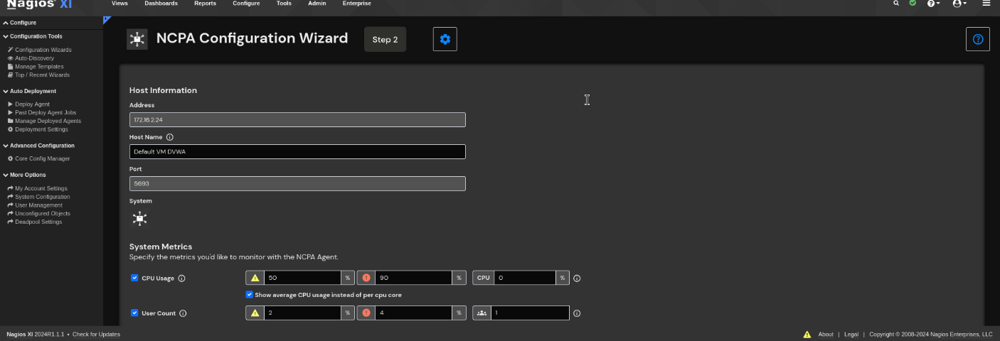 Nagios XI Views Dashboards Reports Configure Tools Admin Enterprise
Configure
Configuration Tools
Configuration Wizards
Auto-Discovery
Manage Templates
Top / Recent Wizards
Auto Deployment
Deploy Agent
Past Deploy Agent Jobs
Manage Deployed Agents
Deployment Settings
Advanced Configuration
Core Config Manager
More Options
My Account Settings
System Configuration
User Management
Unconfigured Objects
Deadpool Settings
NCPA Configuration Wizard Step 2
Host Information
Address
172.16.2.24
Host Name
Default VM DVWA
Port
5693
System
System Metrics
Specify the metrics you'd like to monitor with the NCPA Agent.
CPU Usage 50 % 90 % CPU 0 %
Show average CPU usage instead of per cpu core
User Count 2 % 4 % 1
Nagios XI 2024R1.1.1 • Check for Updates About | Legal | Copyright © 2008-2024 Nagios Enterprises, LLC